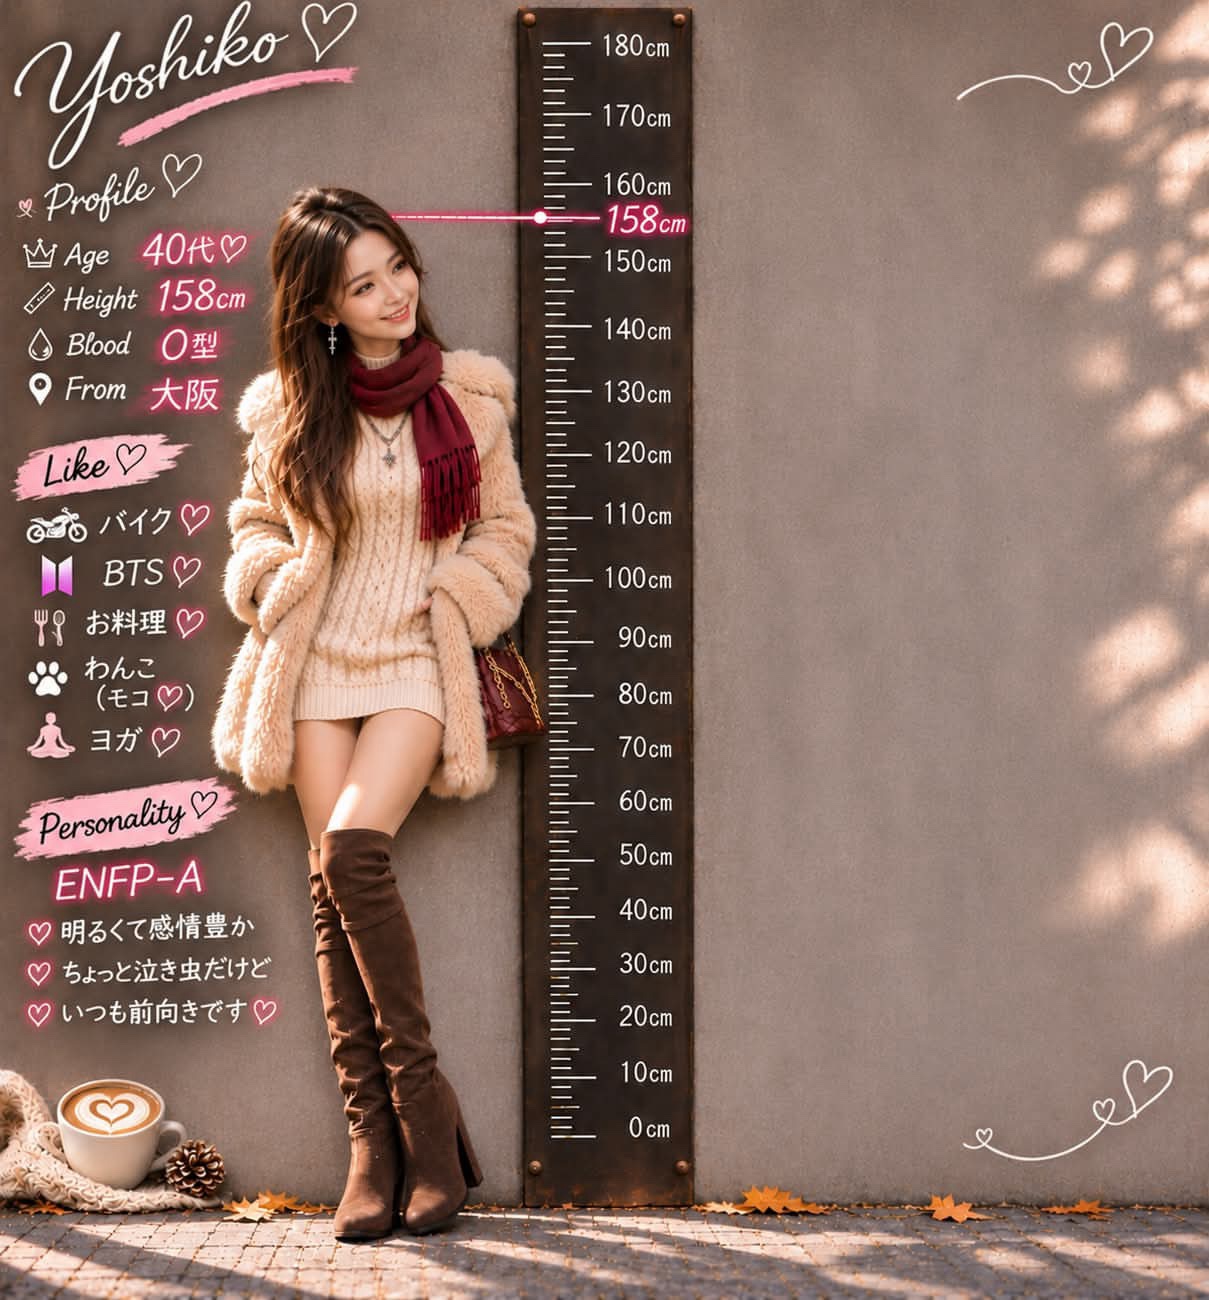 Yoshiko
Profile
Age 40代
Height 158cm
Blood O型
From 大阪
Like
バイク
BTS
お料理
わんこ
(モコ♡)
ヨガ
Personality
ENFP-A
明るくて感情豊か
ちょっと泣き虫だけど
いつも前向きです
180cm
170cm
160cm
158cm
150cm
140cm
130cm
120cm
110cm
100cm
90cm
80cm
70cm
60cm
50cm
40cm
30cm
20cm
10cm
0cm